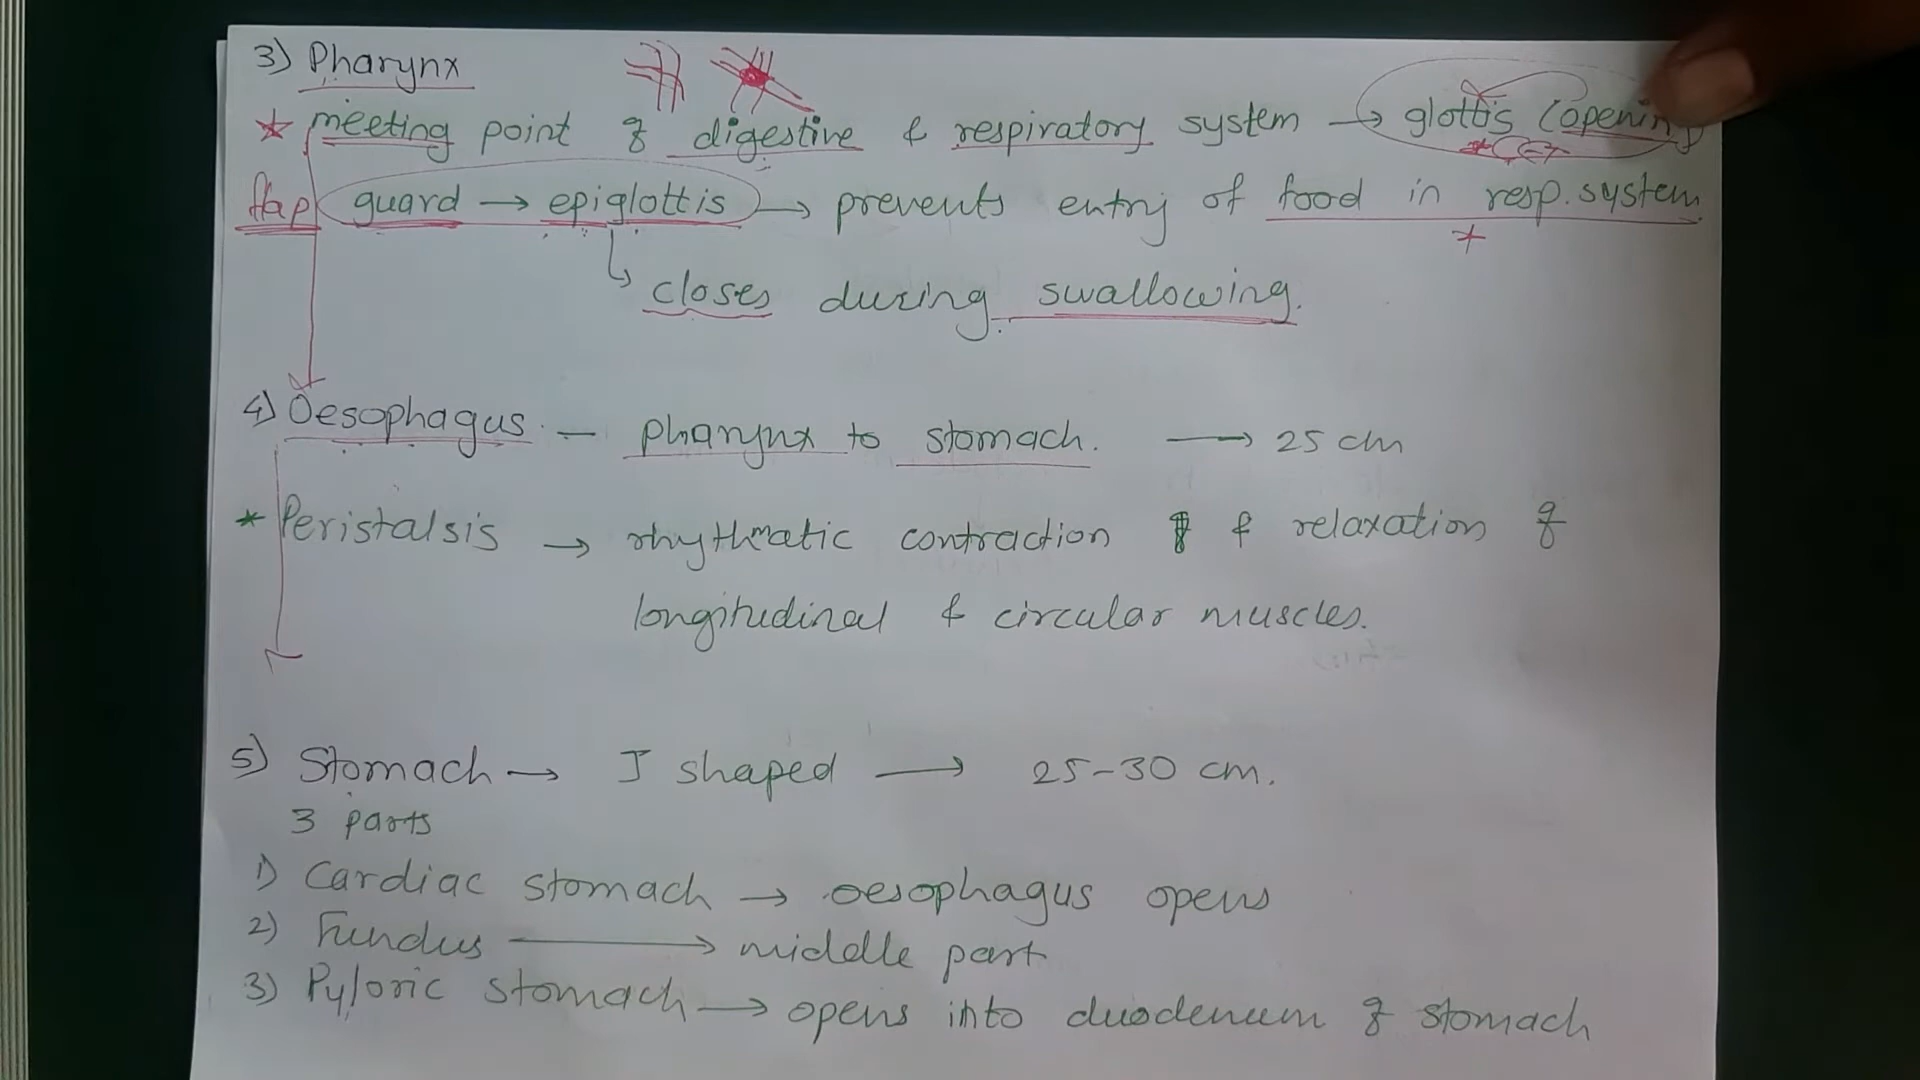 3) Pharynx
* meeting point of digestive & respiratory system → glottis (opening
flap guard → epiglottis → prevents entry of food in resp. system
↳ closes during swallowing.
4) Oesophagus - pharynx to stomach. → 25 cm
* Peristalsis → rhythmatic contraction & relaxation of
longitudinal & circular muscles.
5) Stomach → J shaped → 25-30 cm.
3 parts
1) Cardiac stomach → oesophagus opens
2) Fundus → middle part
3) Pyloric stomach → opens into duodenum of stomach